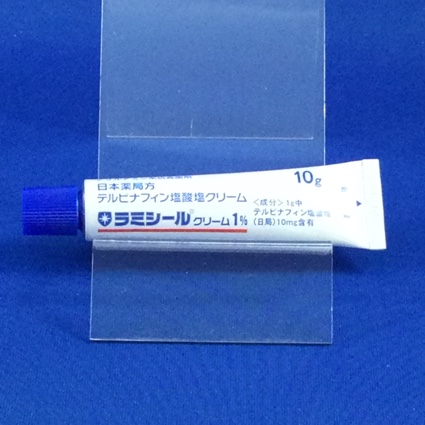 日本薬局方
テルビナフィン塩酸塩クリーム
ラミシール® クリーム1%
10g
〈成分〉1g中
テルビナフィン塩酸塩
(日局)10mg含有